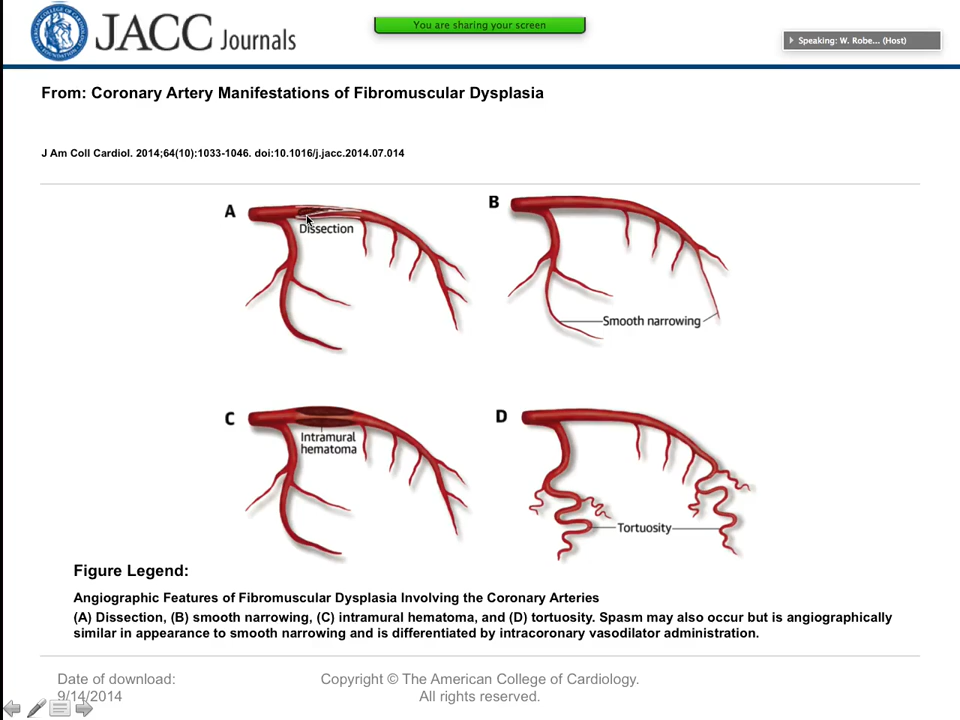 JACC Journals
You are sharing your screen
Speaking: W. Robe... (Host)
From: Coronary Artery Manifestations of Fibromuscular Dysplasia
J Am Coll Cardiol. 2014;64(10):1033-1046. doi:10.1016/j.jacc.2014.07.014
A
Dissection
B
Smooth narrowing
C
Intramural
hematoma
D
Tortuosity
Figure Legend:
Angiographic Features of Fibromuscular Dysplasia Involving the Coronary Arteries
(A) Dissection, (B) smooth narrowing, (C) intramural hematoma, and (D) tortuosity. Spasm may also occur but is angiographically
similar in appearance to smooth narrowing and is differentiated by intracoronary vasodilator administration.
Date of download:
9/14/2014
Copyright © The American College of Cardiology.
All rights reserved.